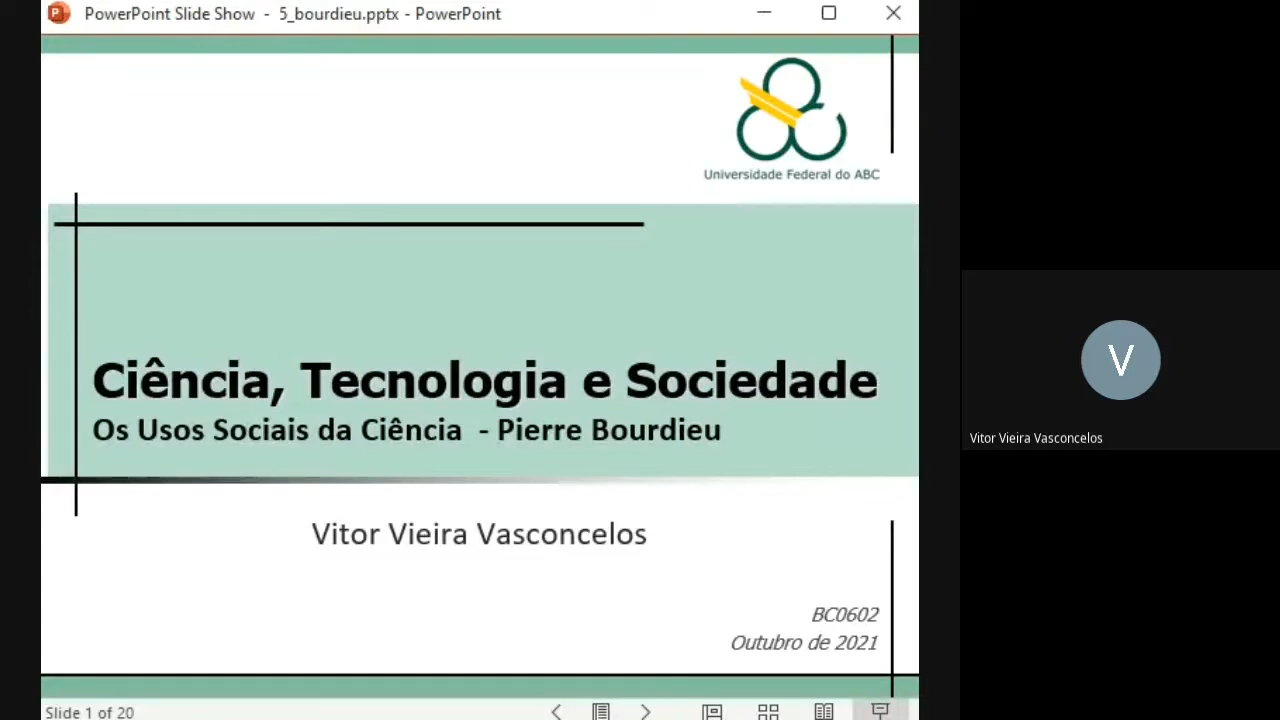 PowerPoint Slide Show - 5_bourdieu.pptx - PowerPoint
Universidade Federal do ABC
Ciência, Tecnologia e Sociedade
Os Usos Sociais da Ciência - Pierre Bourdieu
Vitor Vieira Vasconcelos
BC0602
Outubro de 2021
Slide 1 of 20
V
Vitor Vieira Vasconcelos